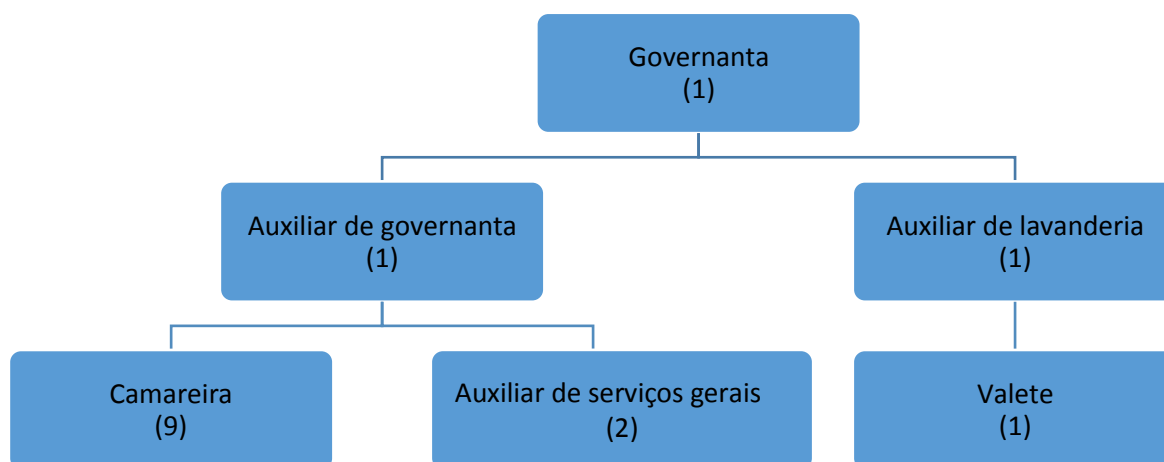 Governanta
(1)
Auxiliar de governanta
(1)
Auxiliar de lavanderia
(1)
Camareira
(9)
Auxiliar de serviços gerais
(2)
Valete
(1)